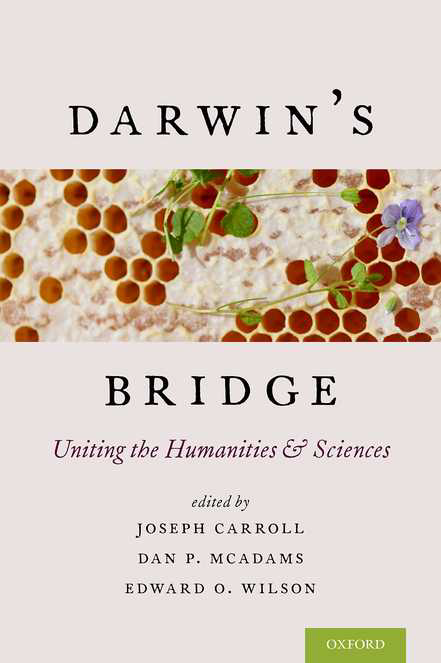 DARWIN'S
BRIDGE
Uniting the Humanities & Sciences
edited by
JOSEPH CARROLL
DAN P. MCADAMS
EDWARD O. WILSON
OXFORD